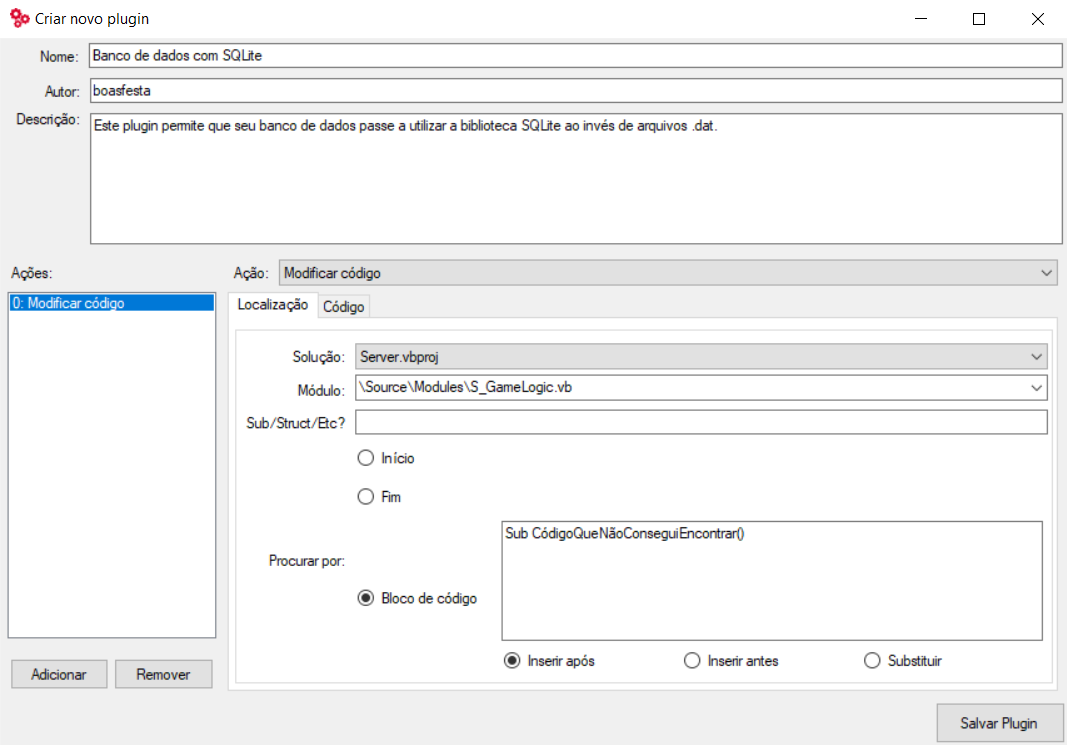 Criar novo plugin
Nome: Banco de dados com SQLite
Autor: boasfesta
Descrição: Este plugin permite que seu banco de dados passe a utilizar a biblioteca SQLite ao invés de arquivos .dat.
Ações:
Ação: Modificar código
0: Modificar código
Localização Código
Solução: Server.vbproj
Módulo: \Source\Modules\S_GameLogic.vb
Sub/Struct/Etc?
Início
Fim
Sub CódigoQueNãoConseguiEncontrar()
Procurar por:
Bloco de código
Inserir após Inserir antes Substituir
Adicionar Remover
Salvar Plugin